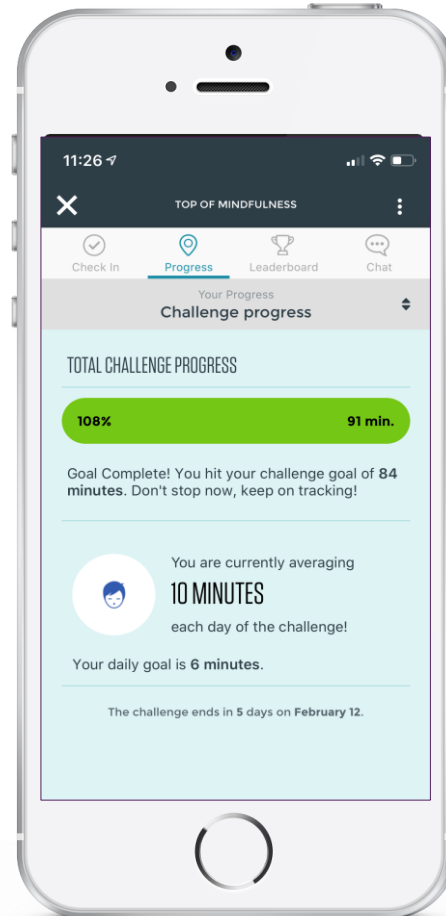 11:26
TOP OF MINDFULNESS
Check In
Progress
Leaderboard
Chat
Your Progress
Challenge progress
TOTAL CHALLENGE PROGRESS
108%
91 min.
Goal Complete! You hit your challenge goal of 84
minutes. Don't stop now, keep on tracking!
You are currently averaging
10 MINUTES
each day of the challenge!
Your daily goal is 6 minutes.
The challenge ends in 5 days on February 12.